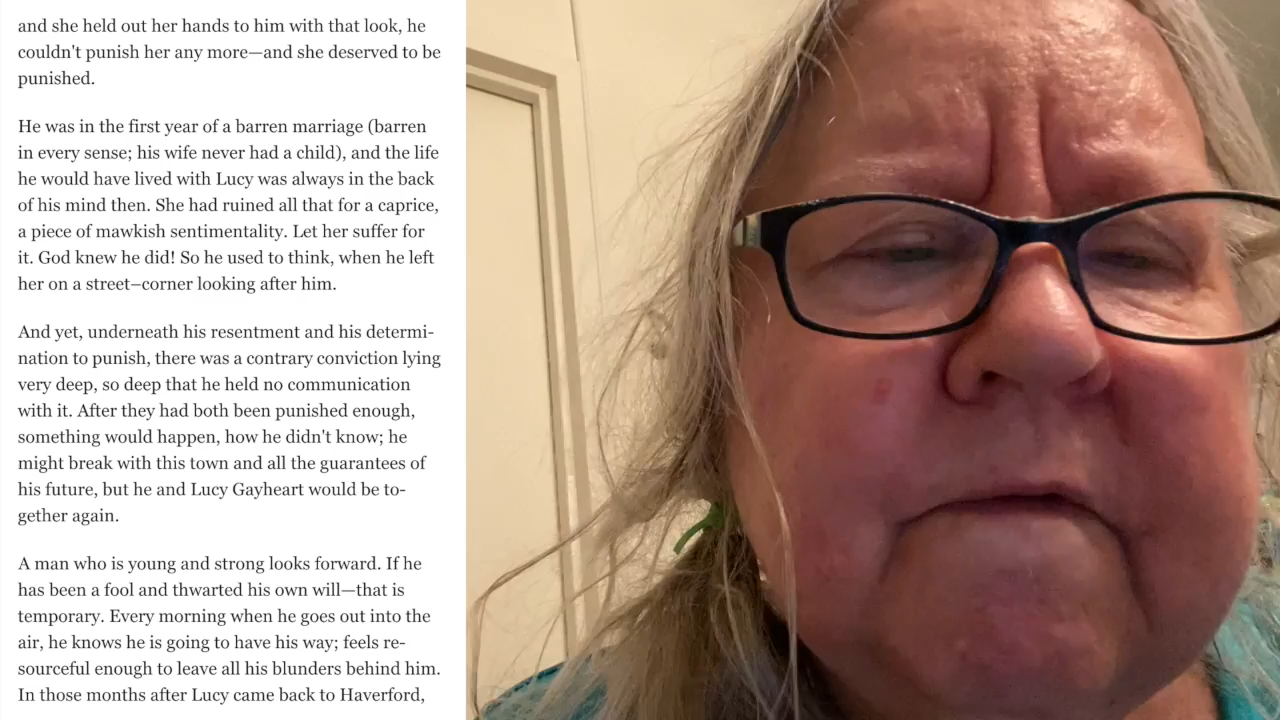 and she held out her hands to him with that look, he
couldn't punish her any more—and she deserved to be
punished.
He was in the first year of a barren marriage (barren
in every sense; his wife never had a child), and the life
he would have lived with Lucy was always in the back
of his mind then. She had ruined all that for a caprice,
a piece of mawkish sentimentality. Let her suffer for
it. God knew he did! So he used to think, when he left
her on a street–corner looking after him.
And yet, underneath his resentment and his determi-
nation to punish, there was a contrary conviction lying
very deep, so deep that he held no communication
with it. After they had both been punished enough,
something would happen, how he didn't know; he
might break with this town and all the guarantees of
his future, but he and Lucy Gayheart would be to-
gether again.
A man who is young and strong looks forward. If he
has been a fool and thwarted his own will—that is
temporary. Every morning when he goes out into the
air, he knows he is going to have his way; feels re-
sourceful enough to leave all his blunders behind him.
In those months after Lucy came back to Haverford,